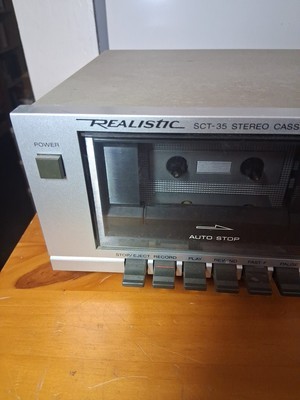 REALISTIC SCT-35 STEREO CASS
POWER
AUTO STOP
STOP/EJECT RECORD PLAY